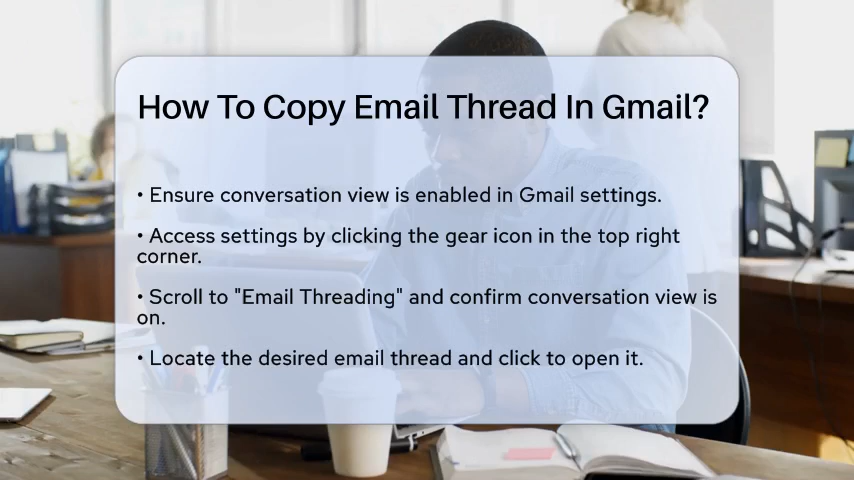 How To Copy Email Thread In Gmail?
• Ensure conversation view is enabled in Gmail settings.
• Access settings by clicking the gear icon in the top right
corner.
• Scroll to "Email Threading" and confirm conversation view is
on.
• Locate the desired email thread and click to open it.